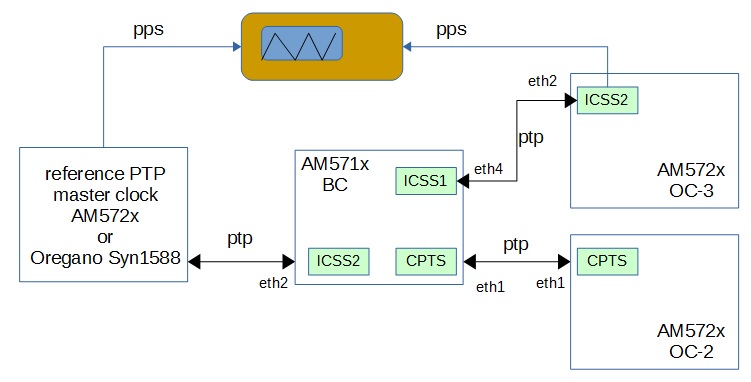 pps
pps
eth2
ICSS2
ptp
AM572x
OC-3
reference PTP
master clock
AM572x
or
Oregano Syn1588
AM571x
BC
ICSS1
eth4
ptp
eth2
ICSS2
CPTS
ptp
eth1
eth1
CPTS
AM572x
OC-2